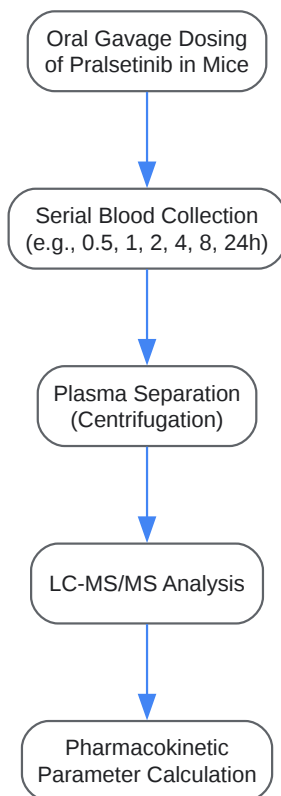 Oral Gavage Dosing
of Pralsetinib in Mice
Serial Blood Collection
(e.g., 0.5, 1, 2, 4, 8, 24h)
Plasma Separation
(Centrifugation)
LC-MS/MS Analysis
Pharmacokinetic
Parameter Calculation